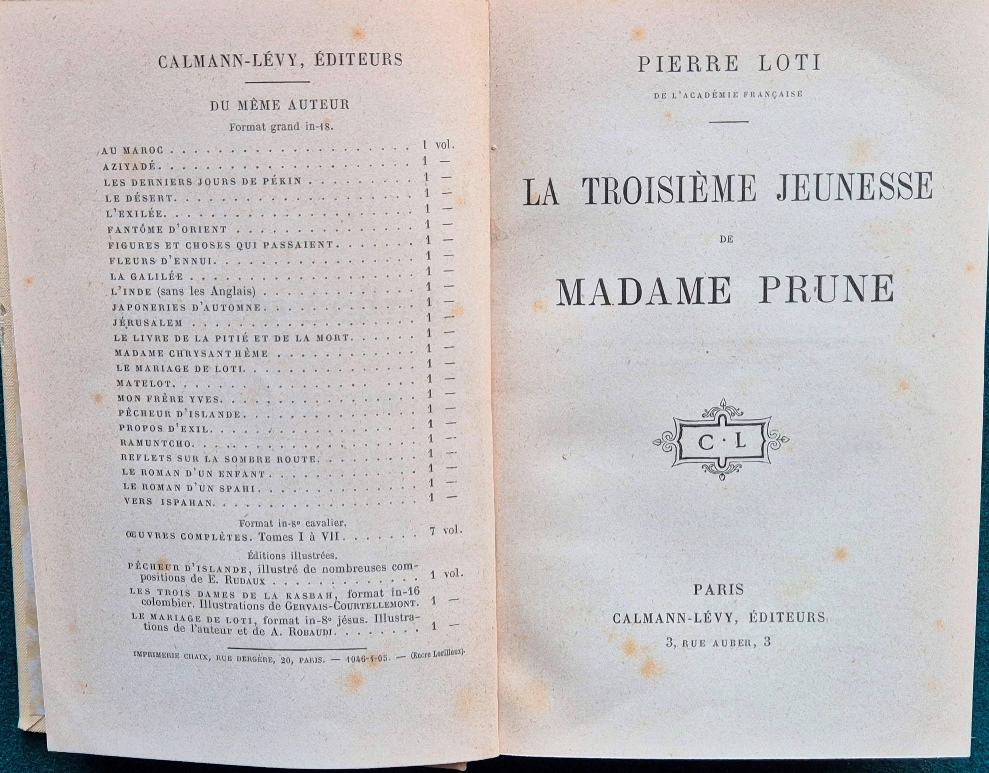 CALMANN-LÉVY, ÉDITEURS
DU MÊME AUTEUR
Format grand in-18.
AU MAROC . . . . . . . . . . . . . . . . . . . . 1 vol.
AZIYADÉ. . . . . . . . . . . . . . . . . . . . . 1 —
LES DERNIERS JOURS DE PÉKIN . . . . . . . . . 1 —
LE DÉSERT. . . . . . . . . . . . . . . . . . . . 1 —
L'EXILÉE. . . . . . . . . . . . . . . . . . . . . 1 —
FANTÔME D'ORIENT . . . . . . . . . . . . . . . 1 —
FIGURES ET CHOSES QUI PASSAIENT. . . . . . . 1 —
FLEURS D'ENNUI. . . . . . . . . . . . . . . . . 1 —
LA GALILÉE . . . . . . . . . . . . . . . . . . . 1 —
L'INDE (sans les Anglais) . . . . . . . . . . . . 1 —
JAPONERIES D'AUTOMNE. . . . . . . . . . . . . 1 —
JÉRUSALEM . . . . . . . . . . . . . . . . . . . 1 —
LE LIVRE DE LA PITIÉ ET DE LA MORT. . . . . . 1 —
MADAME CHRYSANTHÈME . . . . . . . . . . . . 1 —
LE MARIAGE DE LOTI. . . . . . . . . . . . . . . 1 —
MATELOT. . . . . . . . . . . . . . . . . . . . . 1 —
MON FRÈRE YVES. . . . . . . . . . . . . . . . . 1 —
PÊCHEUR D'ISLANDE. . . . . . . . . . . . . . . 1 —
PROPOS D'EXIL. . . . . . . . . . . . . . . . . . 1 —
RAMUNTCHO. . . . . . . . . . . . . . . . . . . 1 —
REFLETS SUR LA SOMBRE ROUTE. . . . . . . . . 1 —
LE ROMAN D'UN ENFANT . . . . . . . . . . . . . 1 —
LE ROMAN D'UN SPAHI. . . . . . . . . . . . . . 1 —
VERS ISPAHAN. . . . . . . . . . . . . . . . . . 1 —
Format in-8º cavalier.
ŒUVRES COMPLÈTES. Tomes I à VII . . . . . . . 7 vol.
Éditions illustrées.
PÊCHEUR D'ISLANDE, illustré de nombreuses com-
positions de E. RUDAUX . . . . . . . . . . . . . 1 vol.
LES TROIS DAMES DE LA KASBAH, format in-16
colombier. Illustrations de GERVAIS-COURTELLEMONT. 1 —
LE MARIAGE DE LOTI, format in-8º jésus. Illustra-
tions de l'auteur et de A. ROBAUDI. . . . . . . . 1 —
IMPRIMERIE CHAIX, RUE BERGÈRE, 20, PARIS. — 1046-1-05. — (Encre Lorilleux).
PIERRE LOTI
DE L'ACADÉMIE FRANÇAISE
LA TROISIÈME JEUNESSE
DE
MADAME PRUNE
C · L
PARIS
CALMANN-LÉVY, ÉDITEURS
3, RUE AUBER, 3